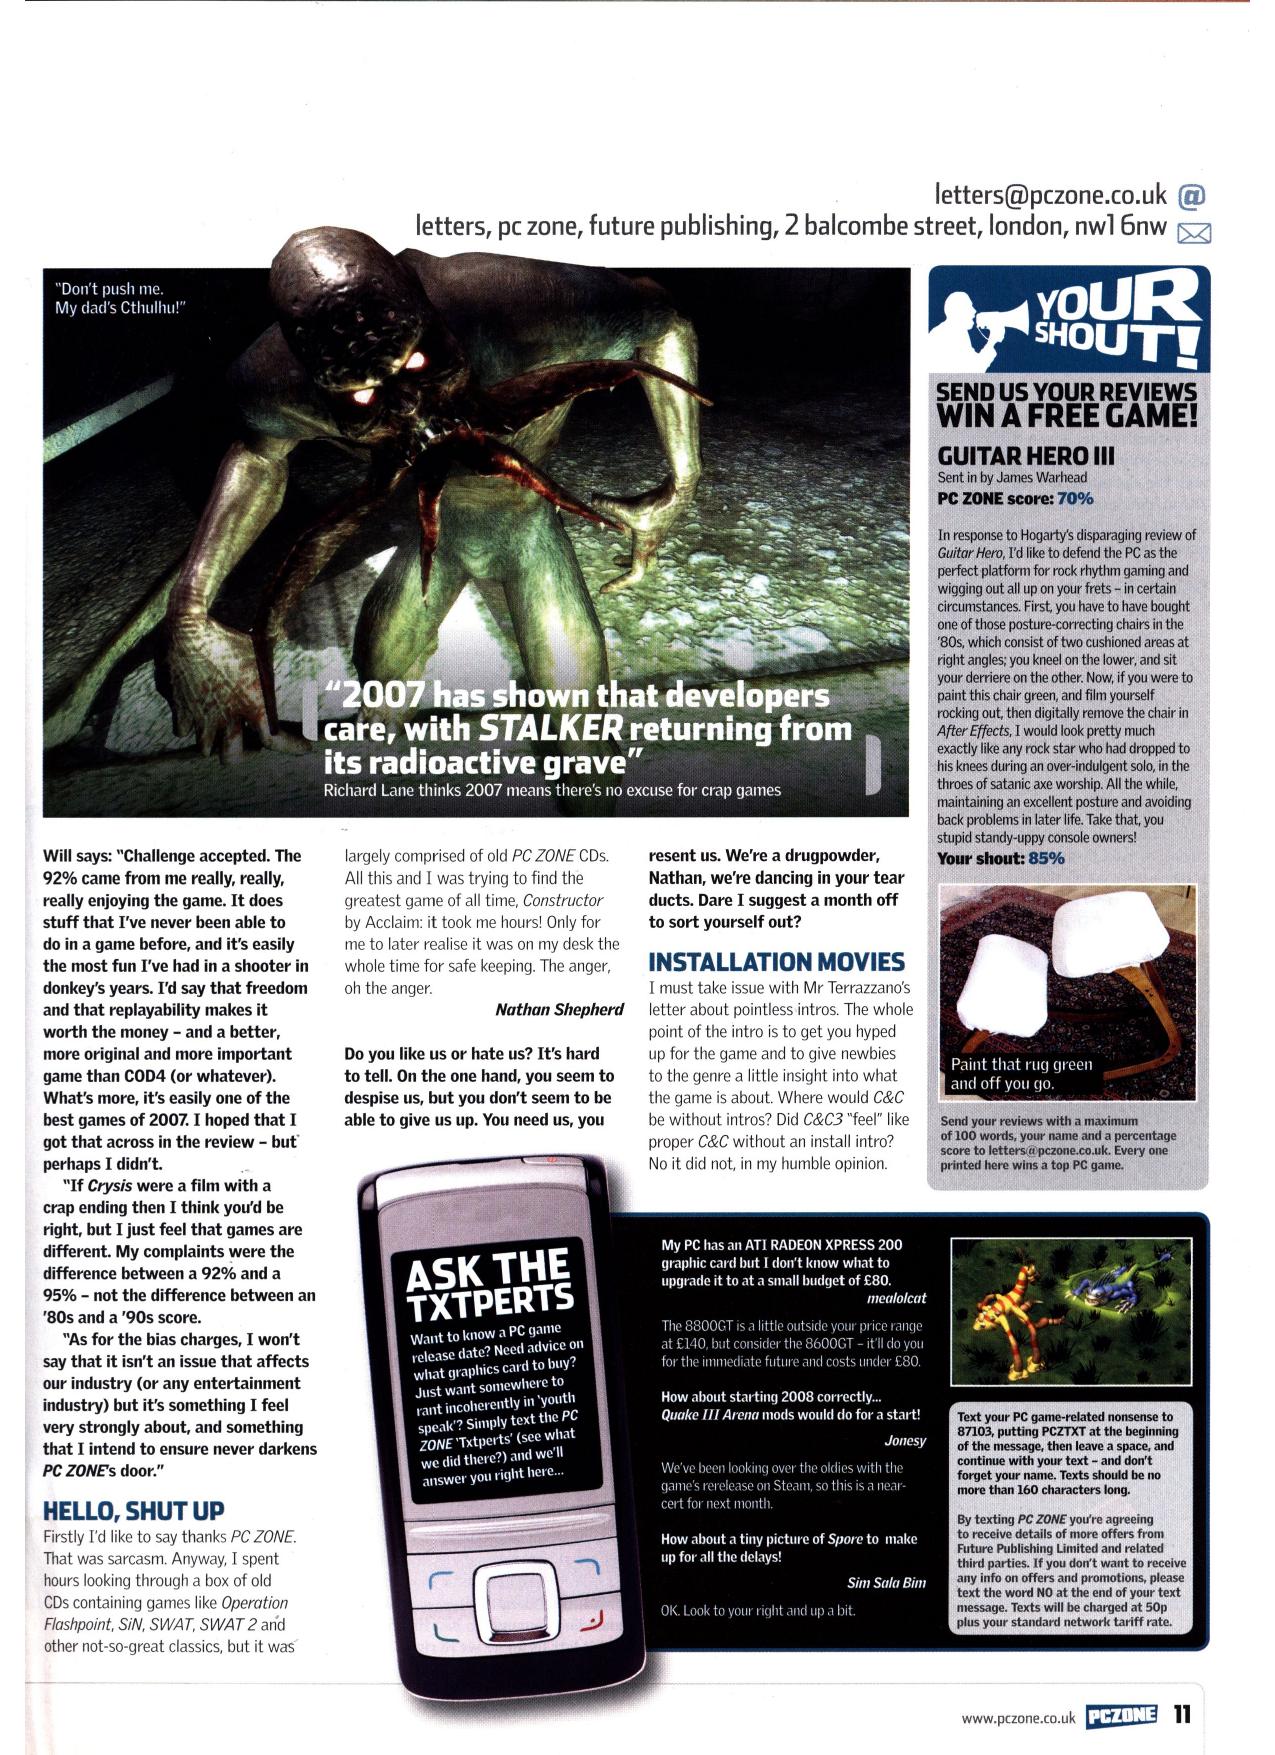 letters@pczone.co.uk @
letters, pc zone, future publishing, 2 balcombe street, london, nw1 6nw
"Don't push me.
My dad's Cthulhu!"
"2007 has shown that developers
care, with STALKER returning from
its radioactive grave"
Richard Lane thinks 2007 means there's no excuse for crap games
Will says: "Challenge accepted. The
92% came from me really, really,
really enjoying the game. It does
stuff that I've never been able to
do in a game before, and it's easily
the most fun I've had in a shooter in
donkey's years. I'd say that freedom
and that replayability makes it
worth the money – and a better,
more original and more important
game than COD4 (or whatever).
What's more, it's easily one of the
best games of 2007. I hoped that I
got that across in the review – but
perhaps I didn't.
"If Crysis were a film with a
crap ending then I think you'd be
right, but I just feel that games are
different. My complaints were the
difference between a 92% and a
95% – not the difference between an
'80s and a '90s score.
"As for the bias charges, I won't
say that it isn't an issue that affects
our industry (or any entertainment
industry) but it's something I feel
very strongly about, and something
that I intend to ensure never darkens
PC ZONE's door."
HELLO, SHUT UP
Firstly I'd like to say thanks PC ZONE.
That was sarcasm. Anyway, I spent
hours looking through a box of old
CDs containing games like Operation
Flashpoint, SiN, SWAT, SWAT 2 and
other not-so-great classics, but it was
largely comprised of old PC ZONE CDs.
All this and I was trying to find the
greatest game of all time, Constructor
by Acclaim: it took me hours! Only for
me to later realise it was on my desk the
whole time for safe keeping. The anger,
oh the anger.
Nathan Shepherd
Do you like us or hate us? It's hard
to tell. On the one hand, you seem to
despise us, but you don't seem to be
able to give us up. You need us, you
resent us. We're a drugpowder,
Nathan, we're dancing in your tear
ducts. Dare I suggest a month off
to sort yourself out?
INSTALLATION MOVIES
I must take issue with Mr Terrazzano's
letter about pointless intros. The whole
point of the intro is to get you hyped
up for the game and to give newbies
to the genre a little insight into what
the game is about. Where would C&C
be without intros? Did C&C3 "feel" like
proper C&C without an install intro?
No it did not, in my humble opinion.
YOUR
SHOUT!
SEND US YOUR REVIEWS
WIN A FREE GAME!
GUITAR HERO III
Sent in by James Warhead
PC ZONE score: 70%
In response to Hogarty's disparaging review of
Guitar Hero, I'd like to defend the PC as the
perfect platform for rock rhythm gaming and
wigging out all up on your frets – in certain
circumstances. First, you have to have bought
one of those posture-correcting chairs in the
'80s, which consist of two cushioned areas at
right angles; you kneel on the lower, and sit
your derriere on the other. Now, if you were to
paint this chair green, and film yourself
rocking out, then digitally remove the chair in
After Effects, I would look pretty much
exactly like any rock star who had dropped to
his knees during an over-indulgent solo, in the
throes of satanic axe worship. All the while,
maintaining an excellent posture and avoiding
back problems in later life. Take that, you
stupid standy-uppy console owners!
Your shout: 85%
Paint that rug green
and off you go.
Send your reviews with a maximum
of 100 words, your name and a percentage
score to letters@pczone.co.uk. Every one
printed here wins a top PC game.
ASK THE
TXTPERTS
Want to know a PC game
release date? Need advice on
what graphics card to buy?
Just want somewhere to
rant incoherently in 'youth
speak'? Simply text the PC
ZONE 'Txtperts' (see what
we did there?) and we'll
answer you right here...
My PC has an ATI RADEON XPRESS 200
graphic card but I don't know what to
upgrade it to at a small budget of £80.
mealolcat
The 8800GT is a little outside your price range
at £140, but consider the 8600GT – it'll do you
for the immediate future and costs under £80.
How about starting 2008 correctly...
Quake III Arena mods would do for a start!
Jonesy
We've been looking over the oldies with the
game's rerelease on Steam, so this is a near-
cert for next month.
How about a tiny picture of Spore to make
up for all the delays!
Sim Sala Bim
OK. Look to your right and up a bit.
Text your PC game-related nonsense to
87103, putting PCZTXT at the beginning
of the message, then leave a space, and
continue with your text – and don't
forget your name. Texts should be no
more than 160 characters long.
By texting PC ZONE you're agreeing
to receive details of more offers from
Future Publishing Limited and related
third parties. If you don't want to receive
any info on offers and promotions, please
text the word NO at the end of your text
message. Texts will be charged at 50p
plus your standard network tariff rate.
www.pczone.co.uk PCZONE 11